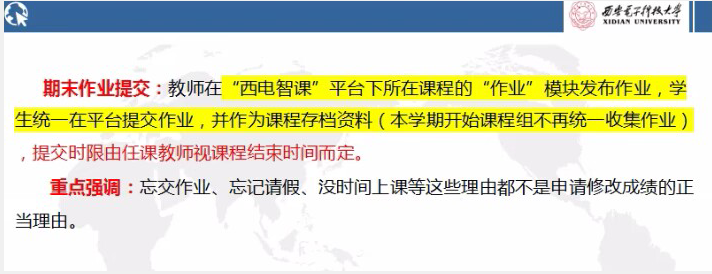 西安电子科技大学
XIDIAN UNIVERSITY
期末作业提交：教师在“西电智课”平台下所在课程的“作业”模块发布作业，学
生统一在平台提交作业，并作为课程存档资料（本学期开始课程组不再统一收集作业）
，提交时限由任课教师视课程结束时间而定。
重点强调：忘交作业、忘记请假、没时间上课等这些理由都不是申请修改成绩的正
当理由。